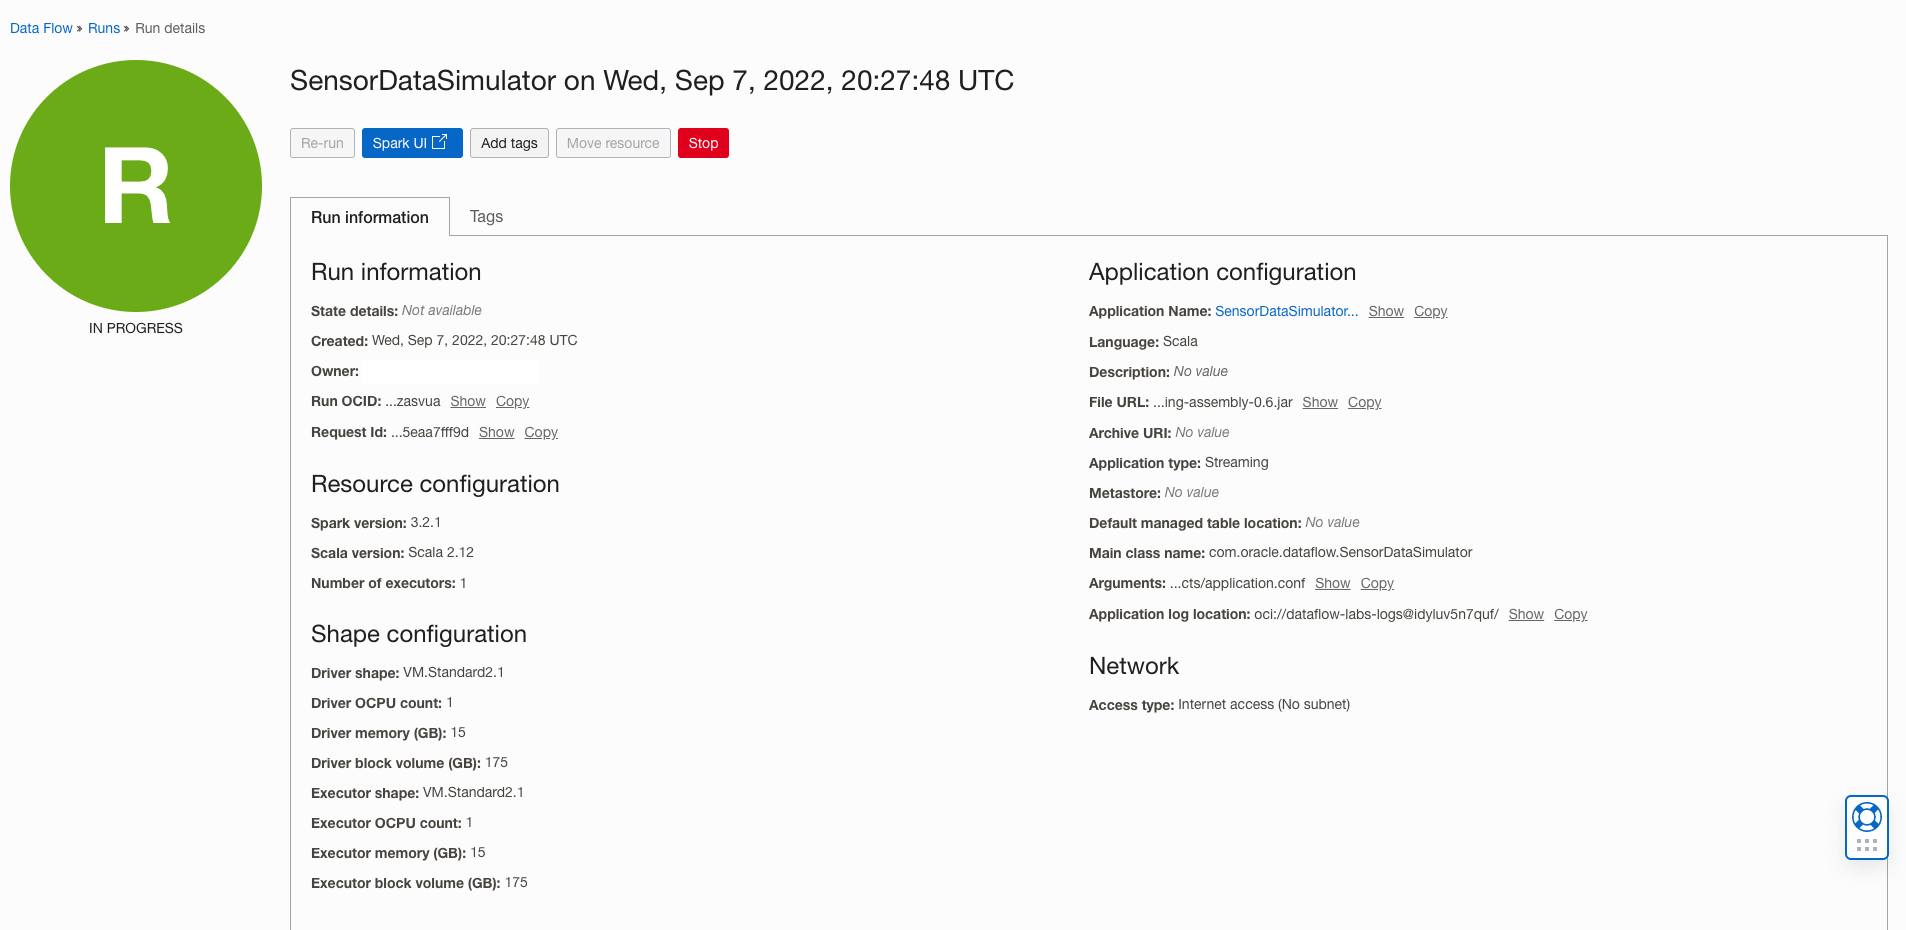 Data Flow » Runs » Run details
R
IN PROGRESS
SensorDataSimulator on Wed, Sep 7, 2022, 20:27:48 UTC
Re-run Spark UI Add tags Move resource Stop
Run information Tags
Run information
State details: Not available
Created: Wed, Sep 7, 2022, 20:27:48 UTC
Owner:
Run OCID: ...zasvua Show Copy
Request Id: ...5eaa7fff9d Show Copy
Resource configuration
Spark version: 3.2.1
Scala version: Scala 2.12
Number of executors: 1
Shape configuration
Driver shape: VM.Standard2.1
Driver OCPU count: 1
Driver memory (GB): 15
Driver block volume (GB): 175
Executor shape: VM.Standard2.1
Executor OCPU count: 1
Executor memory (GB): 15
Executor block volume (GB): 175
Application configuration
Application Name: SensorDataSimulator... Show Copy
Language: Scala
Description: No value
File URL: ...ing-assembly-0.6.jar Show Copy
Archive URI: No value
Application type: Streaming
Metastore: No value
Default managed table location: No value
Main class name: com.oracle.dataflow.SensorDataSimulator
Arguments: ...cts/application.conf Show Copy
Application log location: oci://dataflow-labs-logs@idyluv5n7quf/ Show Copy
Network
Access type: Internet access (No subnet)